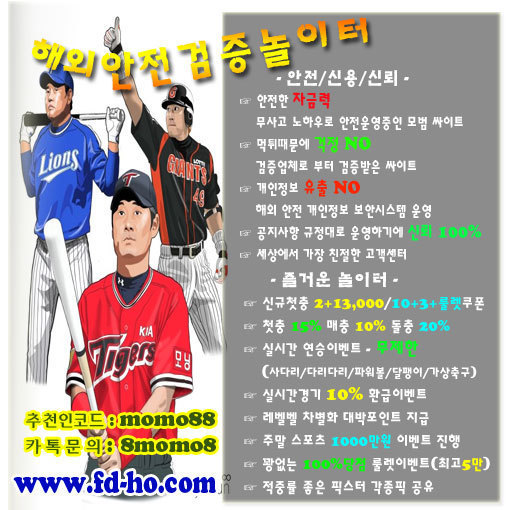 해외안전검증놀이터
- 안전/신용/신뢰 -
☞ 안전한 자금력
무사고 노하우로 안전운영중인 모범 싸이트
☞ 먹튀때문에 걱정 NO
검증업체로 부터 검증받은 싸이트
☞ 개인정보 유출 NO
해외 안전 개인정보 보안시스템 운영
☞ 공지사항 규정대로 운영하기에 신뢰 100%
☞ 세상에서 가장 친절한 고객센터
- 즐거운 놀이터 -
☞ 신규첫충 2+13,000/10+3+룰렛쿠폰
☞ 첫충 15% 매충 10% 돌충 20%
☞ 실시간 연승이벤트 - 무제한
(사다리/다리다리/파워볼/달팽이/가상축구)
☞ 실시간경기 10% 환급이벤트
☞ 레벨별 차별화 대박포인트 지급
☞ 주말 스포츠 1000만원 이벤트 진행
☞ 꽝없는 100%당첨 룰렛이벤트(최고5만)
☞ 적중률 좋은 픽스터 각종픽 공유
Lions
LOTTE
GIANTS
49
T
KIA
Tigers
모닝
추천인코드 : momo88
카톡문의 : 8momo8
www.fd-ho.com